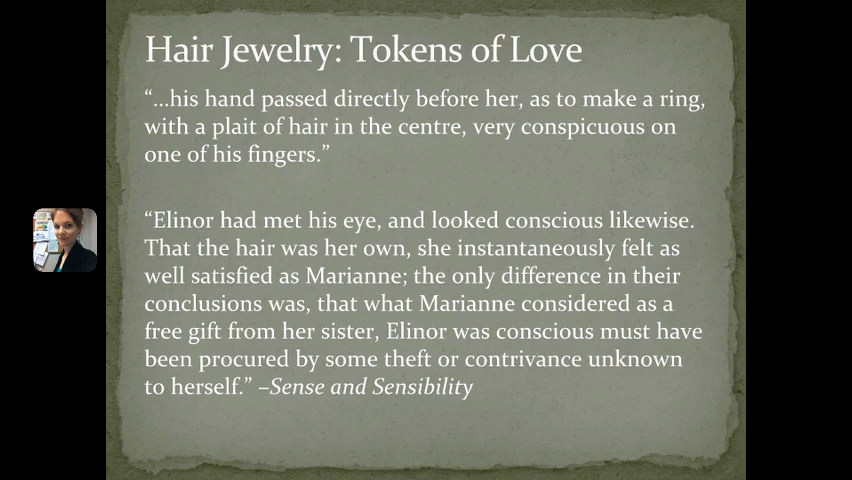 Hair Jewelry: Tokens of Love
“…his hand passed directly before her, as to make a ring,
with a plait of hair in the centre, very conspicuous on
one of his fingers.”
“Elinor had met his eye, and looked conscious likewise.
That the hair was her own, she instantaneously felt as
well satisfied as Marianne; the only difference in their
conclusions was, that what Marianne considered as a
free gift from her sister, Elinor was conscious must have
been procured by some theft or contrivance unknown
to herself.” –Sense and Sensibility